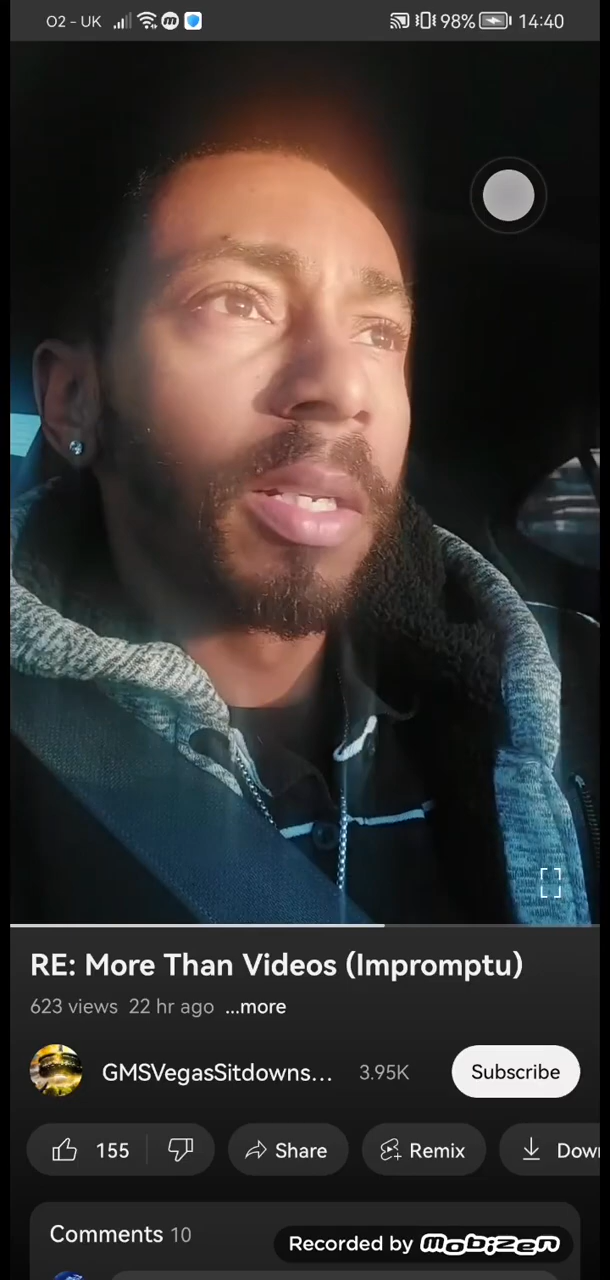 O2 - UK 98% 14:40
RE: More Than Videos (Impromptu)
623 views 22 hr ago ...more
GMSVegasSitdowns... 3.95K Subscribe
155 Share Remix Dow
Comments 10
Recorded by mobizen